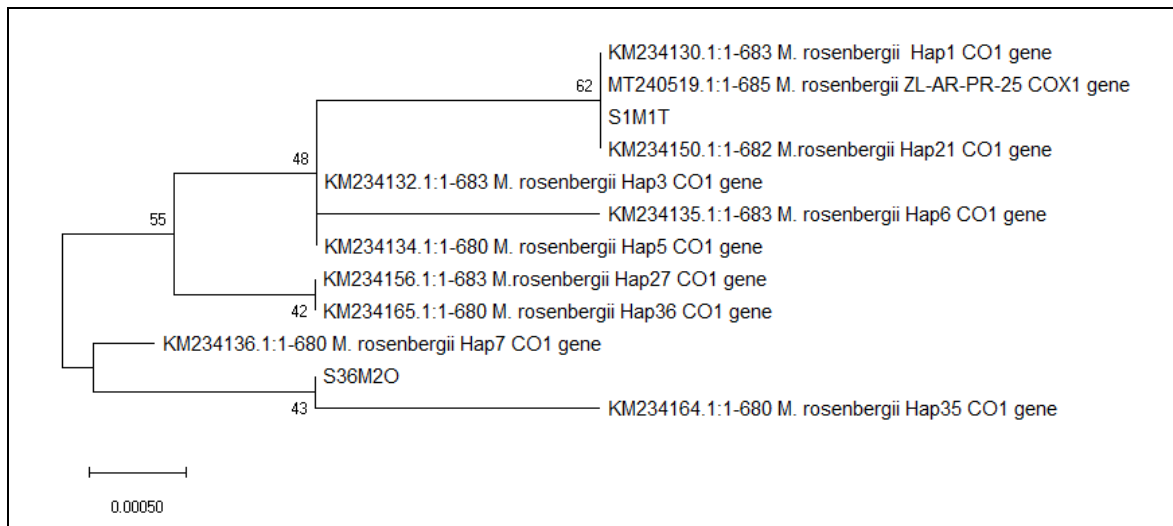 KM234130.1:1-683 M. rosenbergii  Hap1 CO1 gene
62
MT240519.1:1-685 M. rosenbergii ZL-AR-PR-25 COX1 gene
S1M1T
KM234150.1:1-682 M.rosenbergii Hap21 CO1 gene
48
KM234132.1:1-683 M. rosenbergii Hap3 CO1 gene
KM234135.1:1-683 M. rosenbergii Hap6 CO1 gene
55
KM234134.1:1-680 M. rosenbergii Hap5 CO1 gene
KM234156.1:1-683 M.rosenbergii Hap27 CO1 gene
42
KM234165.1:1-680 M. rosenbergii Hap36 CO1 gene
KM234136.1:1-680 M. rosenbergii Hap7 CO1 gene
S36M2O
43
KM234164.1:1-680 M. rosenbergii Hap35 CO1 gene
0.00050